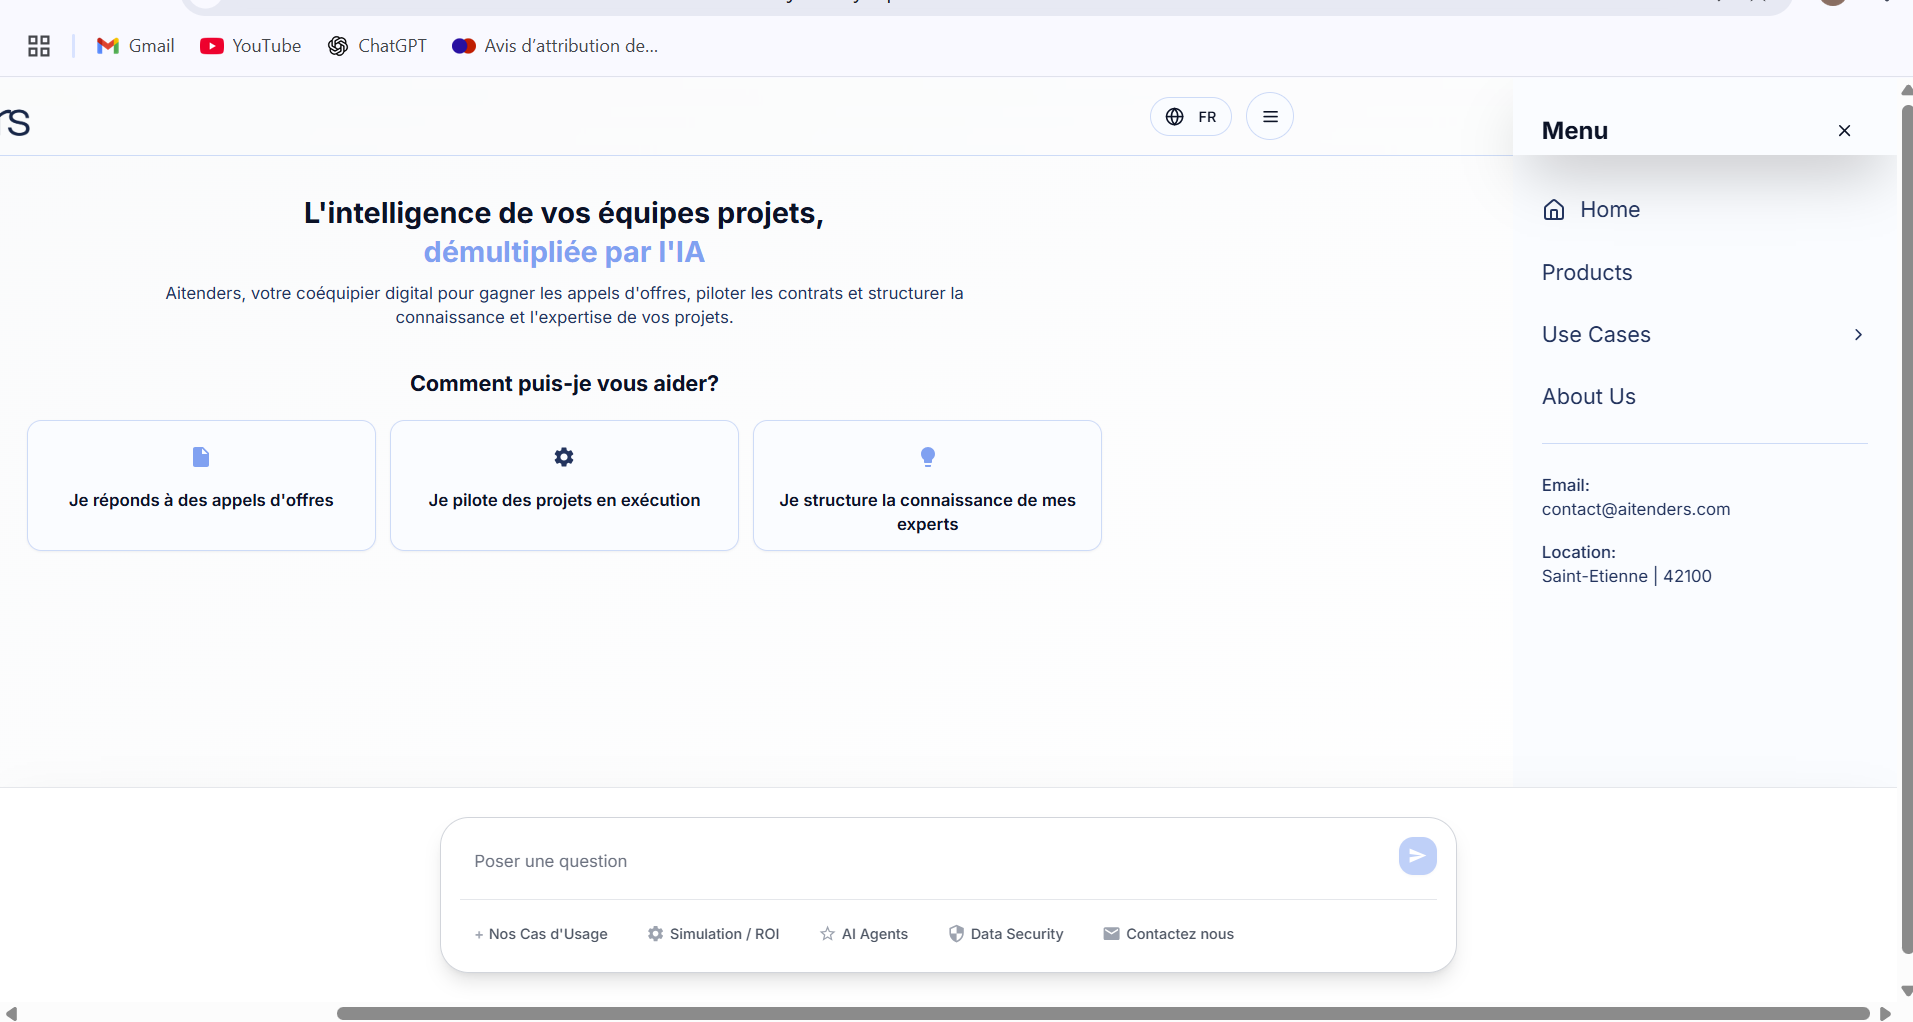 Gmail
YouTube
ChatGPT
Avis d'attribution de...
rs
FR
Menu
L'intelligence de vos équipes projets,
démultipliée par l'IA
Aitenders, votre coéquipier digital pour gagner les appels d'offres, piloter les contrats et structurer la
connaissance et l'expertise de vos projets.
Comment puis-je vous aider?
Je réponds à des appels d'offres
Je pilote des projets en exécution
Je structure la connaissance de mes
experts
Home
Products
Use Cases
About Us
Email:
contact@aitenders.com
Location:
Saint-Etienne | 42100
Poser une question
+ Nos Cas d'Usage
Simulation / ROI
AI Agents
Data Security
Contactez nous